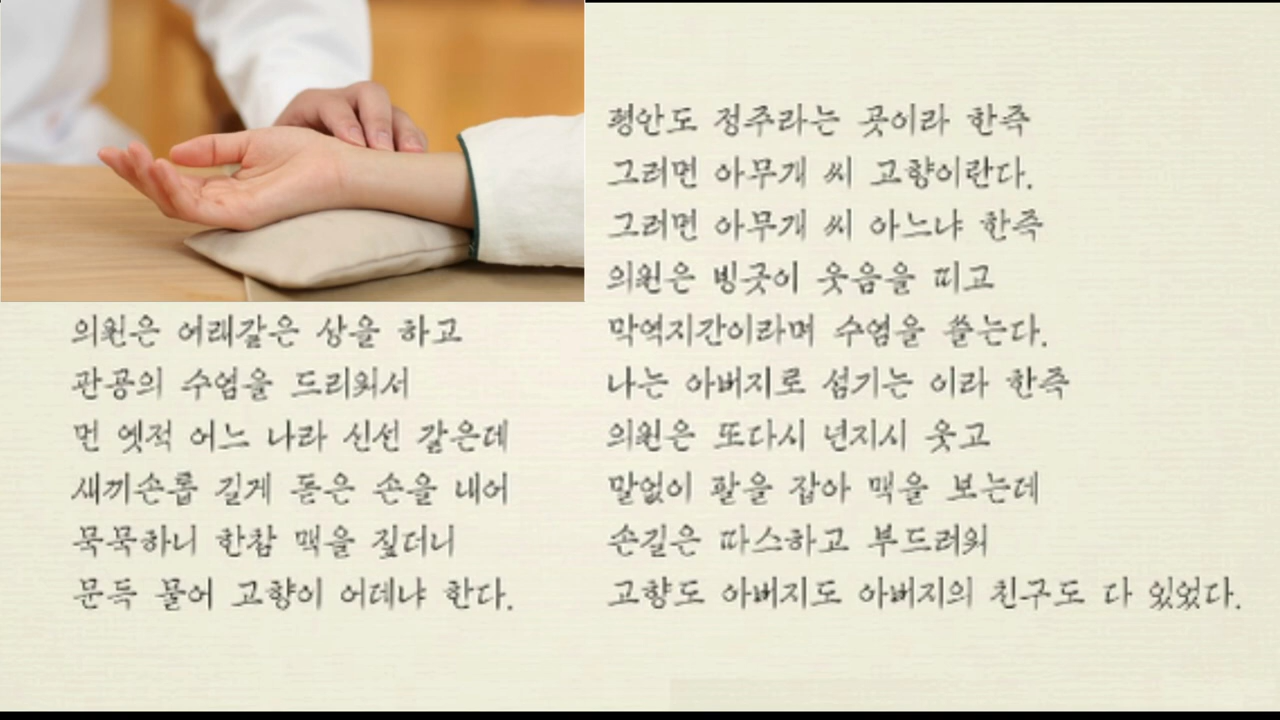 의원은 어래같은 상을 하고
관공의 수염을 드리워서
먼 옛적 어느 나라 신선 같은데
새끼손톱 길게 돋은 손을 내어
묵묵하니 한참 맥을 짚더니
문득 물어 고향이 어데냐 한다.
평안도 정주라는 곳이라 한즉
그러면 아무개 씨 고향이란다.
그러면 아무개 씨 아느냐 한즉
의원은 빙긋이 웃음을 띠고
막역지간이라며 수염을 쓸는다.
나는 아버지로 섬기는 이라 한즉
의원은 또다시 넌지시 웃고
말없이 팔을 잡아 맥을 보는데
손길은 따스하고 부드러워
고향도 아버지도 아버지의 친구도 다 있었다.